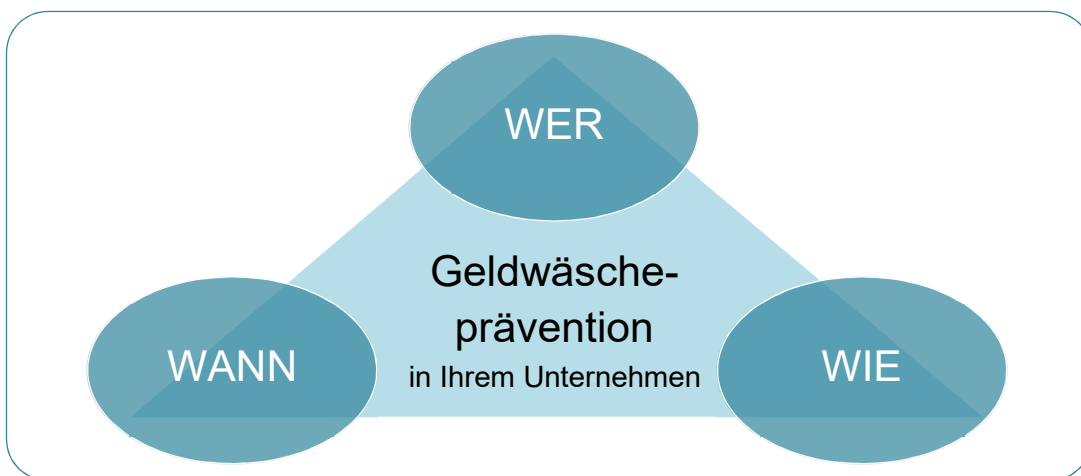 WER
Geldwäsche-
prävention
in Ihrem Unternehmen
WANN
WIE